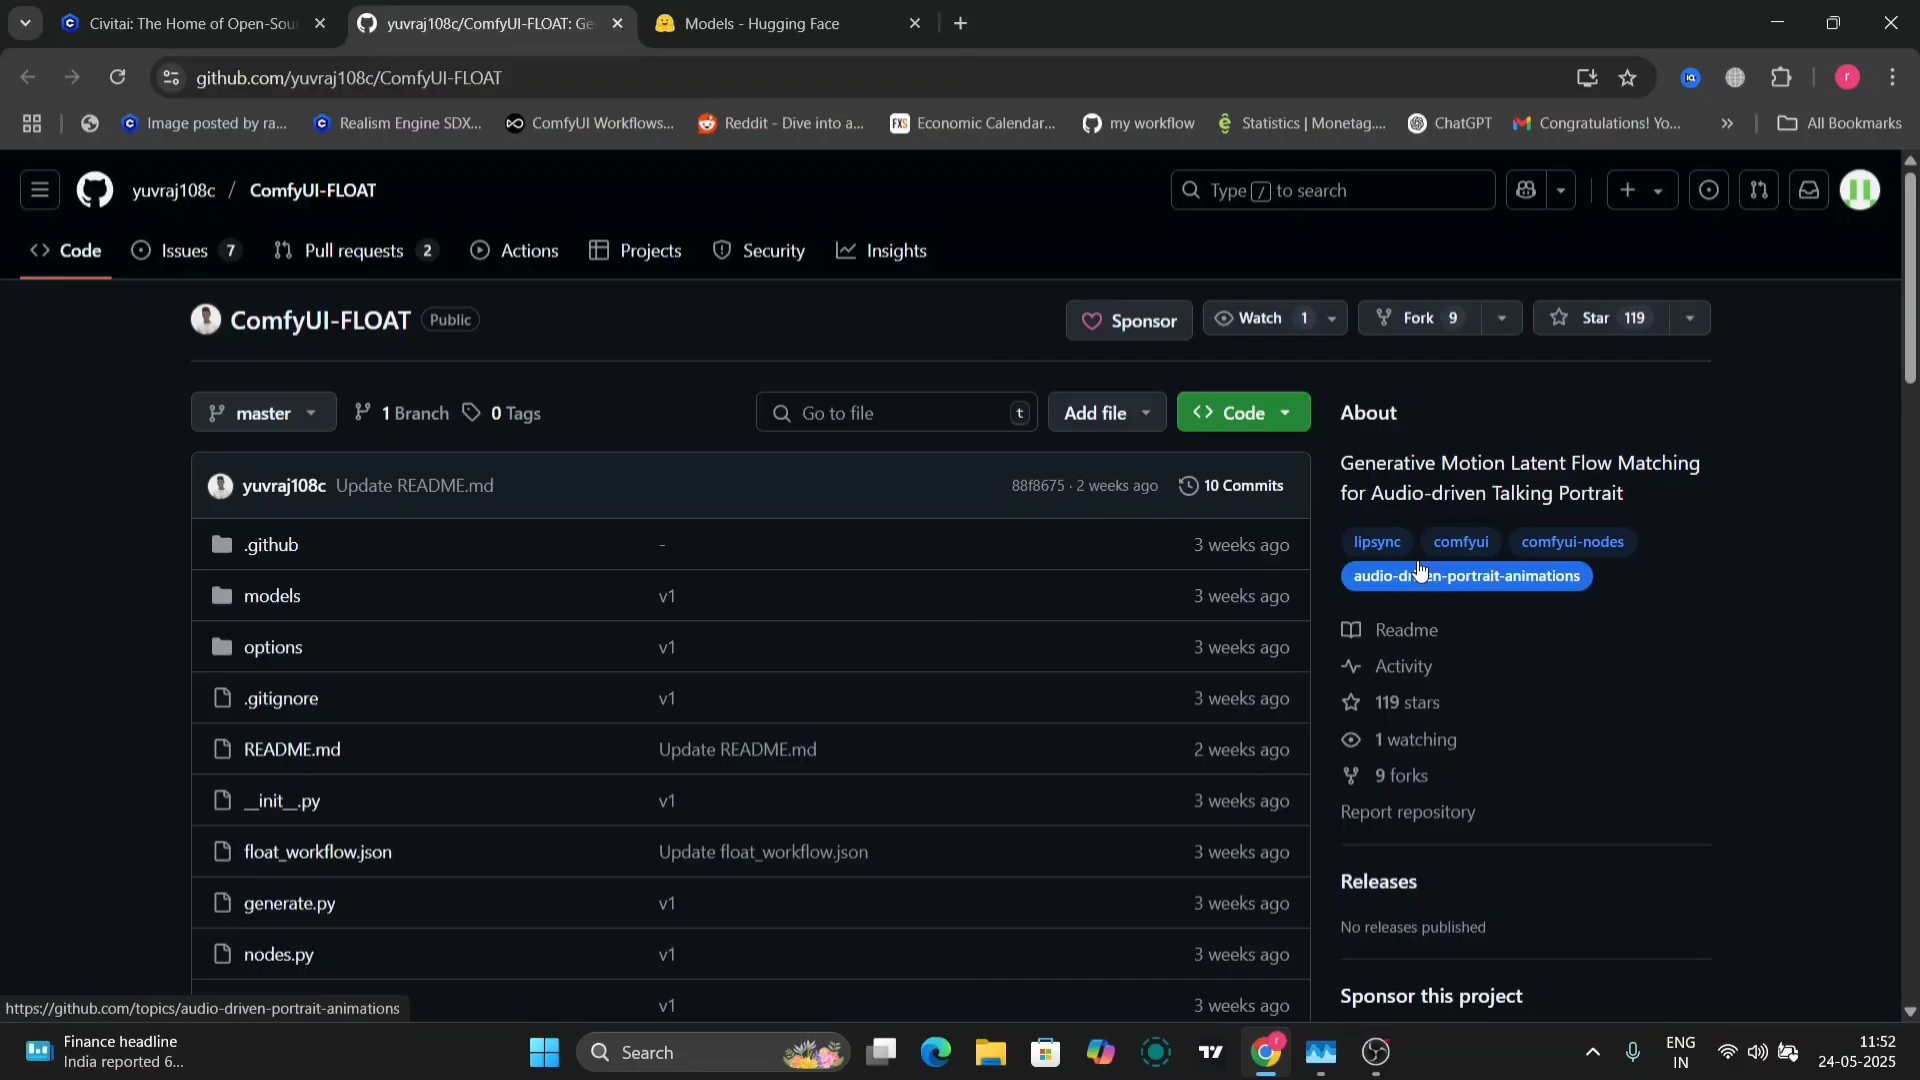 Civitai: The Home of Open-Sou
yuvraj108c/ComfyUI-FLOAT: Ge
Models - Hugging Face
github.com/yuvraj108c/ComfyUI-FLOAT
Image posted by ra...
Realism Engine SDX...
ComfyUI Workflows...
Reddit - Dive into a...
Economic Calendar...
my workflow
Statistics | Monetag....
ChatGPT
Congratulations! Yo...
All Bookmarks
yuvraj108c / ComfyUI-FLOAT
Type / to search
Code
Issues 7
Pull requests 2
Actions
Projects
Security
Insights
ComfyUI-FLOAT Public
Sponsor
Watch 1
Fork 9
Star 119
master
1 Branch
0 Tags
Go to file t
Add file
Code
yuvraj108c Update README.md 88f8675 · 2 weeks ago 10 Commits
.github - 3 weeks ago
models v1 3 weeks ago
options v1 3 weeks ago
.gitignore v1 3 weeks ago
README.md Update README.md 2 weeks ago
__init__.py v1 3 weeks ago
float_workflow.json Update float_workflow.json 3 weeks ago
generate.py v1 3 weeks ago
nodes.py v1 3 weeks ago
v1 3 weeks ago
About
Generative Motion Latent Flow Matching
for Audio-driven Talking Portrait
lipsync comfyui comfyui-nodes
audio-driven-portrait-animations
Readme
Activity
119 stars
1 watching
9 forks
Report repository
Releases
No releases published
Sponsor this project
https://github.com/topics/audio-driven-portrait-animations
Finance headline
India reported 6...
Search
ENG
IN
11:52
24-05-2025